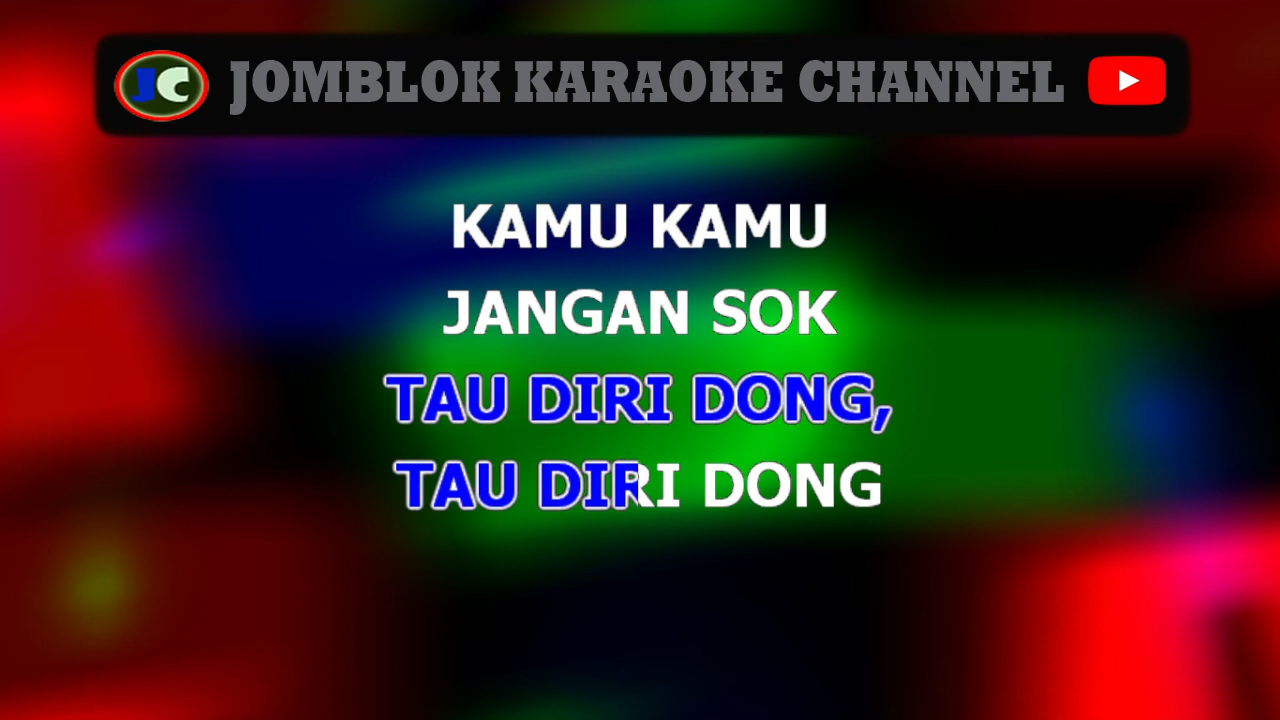 JC JOMBLOK KARAOKE CHANNEL
KAMU KAMU
JANGAN SOK
TAU DIRI DONG,
TAU DIRI DONG